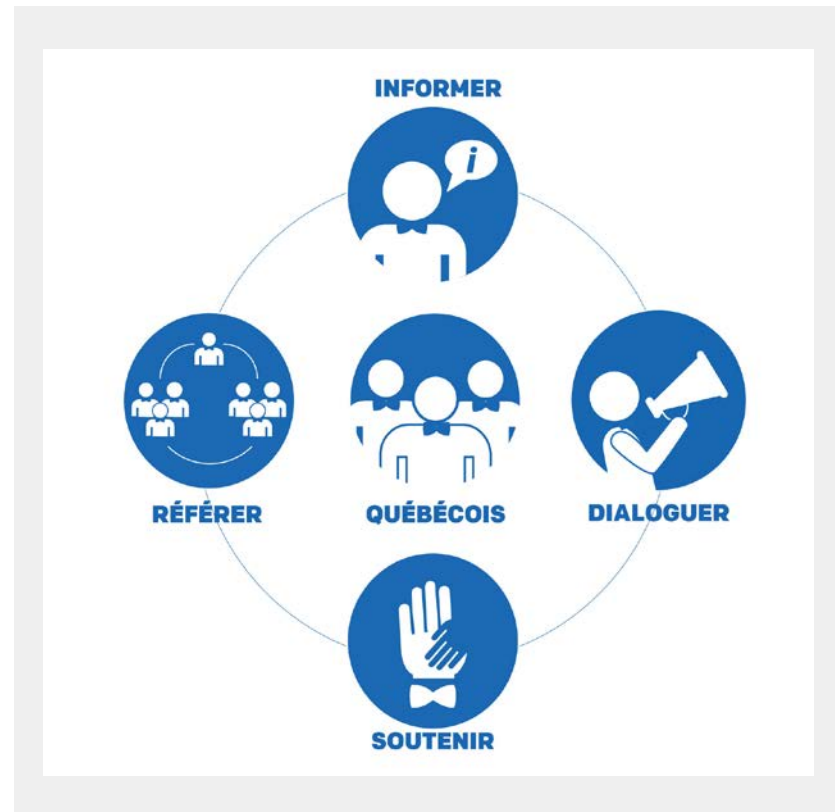 INFORMER
i
RÉFÉRER
QUÉBÉCOIS
DIALOGUER
SOUTENIR